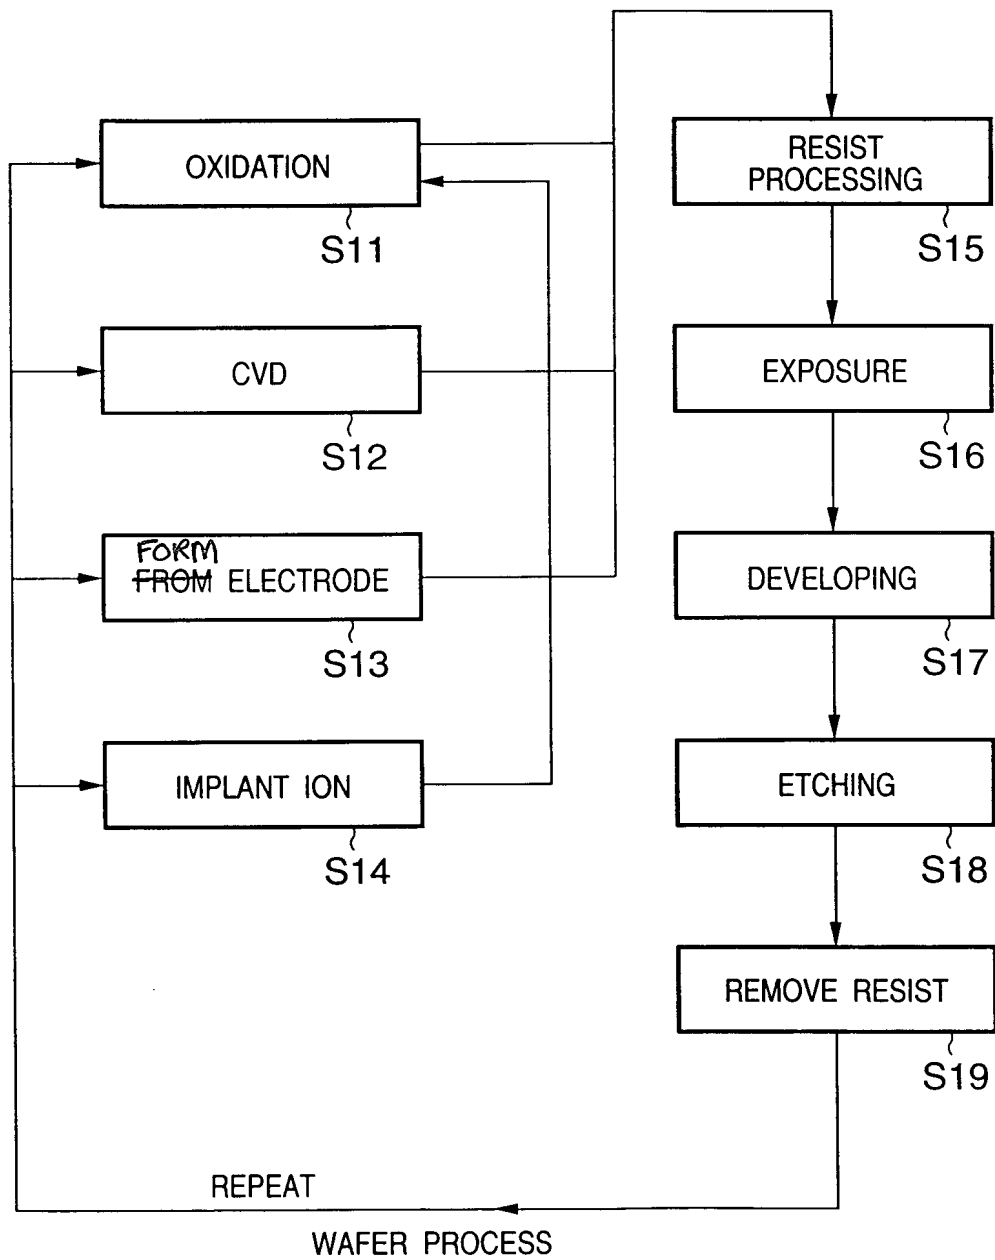 OXIDATION
S11
CVD
S12
FORM
FROM ELECTRODE
S13
IMPLANT ION
S14
RESIST
PROCESSING
S15
EXPOSURE
S16
DEVELOPING
S17
ETCHING
S18
REMOVE RESIST
S19
REPEAT
WAFER PROCESS